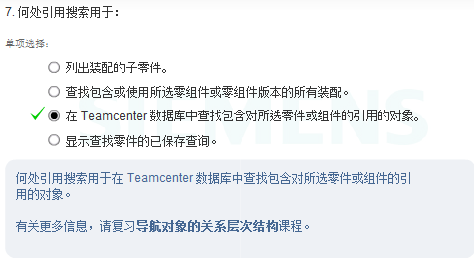 7. 何处引用搜索用于：
单项选择：
列出装配的子零件。
查找包含或使用所选零组件或零组件版本的所有装配。
在 Teamcenter 数据库中查找包含对所选零件或组件的引用的对象。
显示查找零件的已保存查询。
何处引用搜索用于在 Teamcenter 数据库中查找包含对所选零件或组件的引
用的对象。
有关更多信息，请复习导航对象的关系层次结构课程。